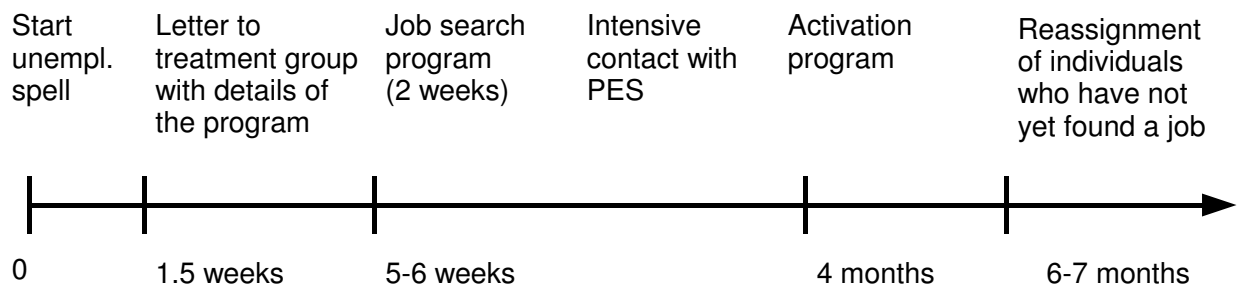 Start
unempl.
spell
Letter to
treatment group
with details of
the program
Job search
program
(2 weeks)
Intensive
contact with
PES
Activation
program
Reassignment
of individuals
who have not
yet found a job
0
1.5 weeks
5-6 weeks
4 months
6-7 months